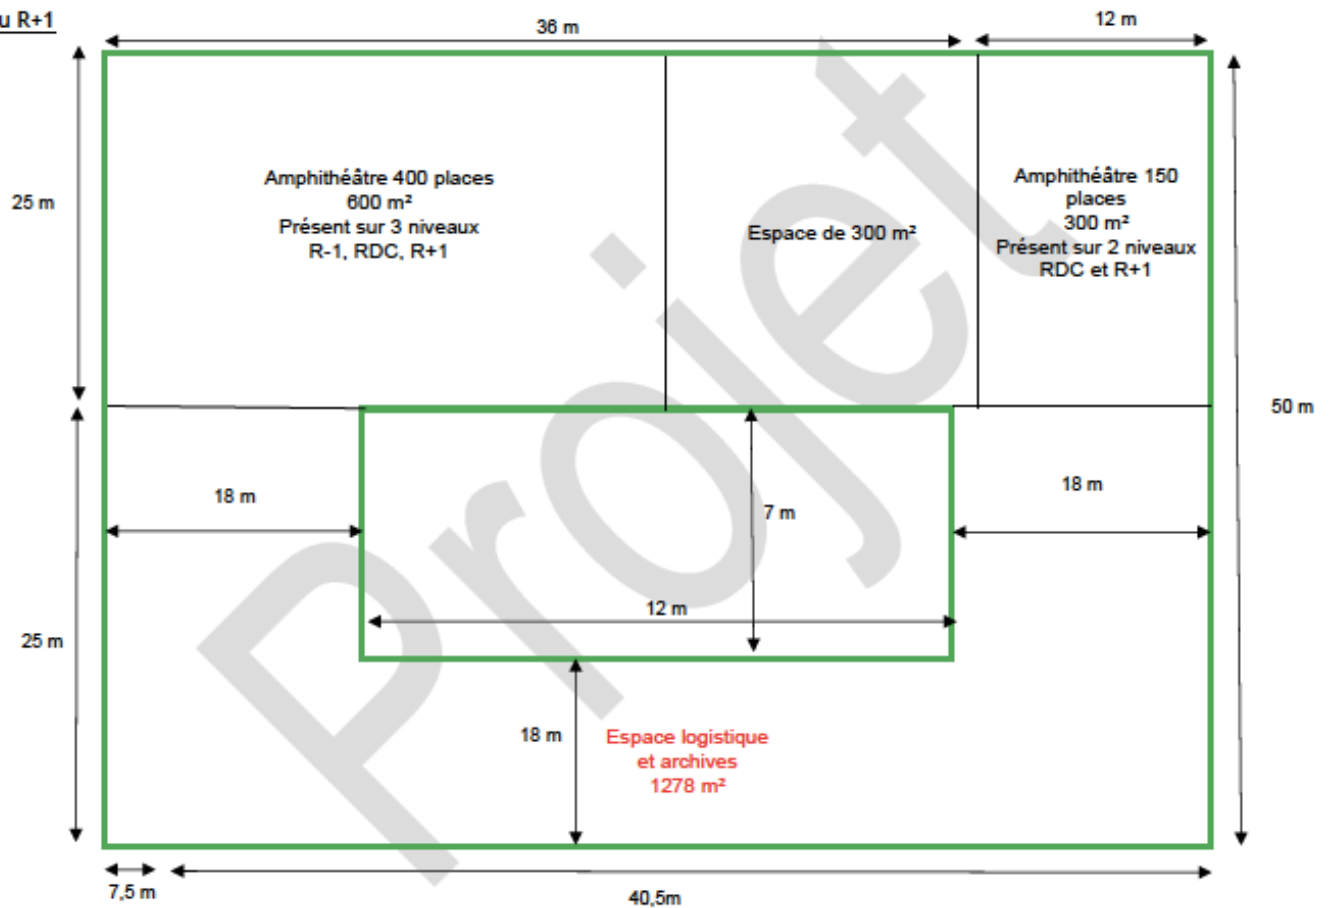 u R+1
36 m
12 m
25 m
Amphithéâtre 400 places
600 m²
Présent sur 3 niveaux
R-1, RDC, R+1
Espace de 300 m²
Amphithéâtre 150
places
300 m²
Présent sur 2 niveaux
RDC et R+1
50 m
18 m
7 m
18 m
12 m
25 m
18 m
Espace logistique
et archives
1278 m²
7,5 m
40,5m
Projet